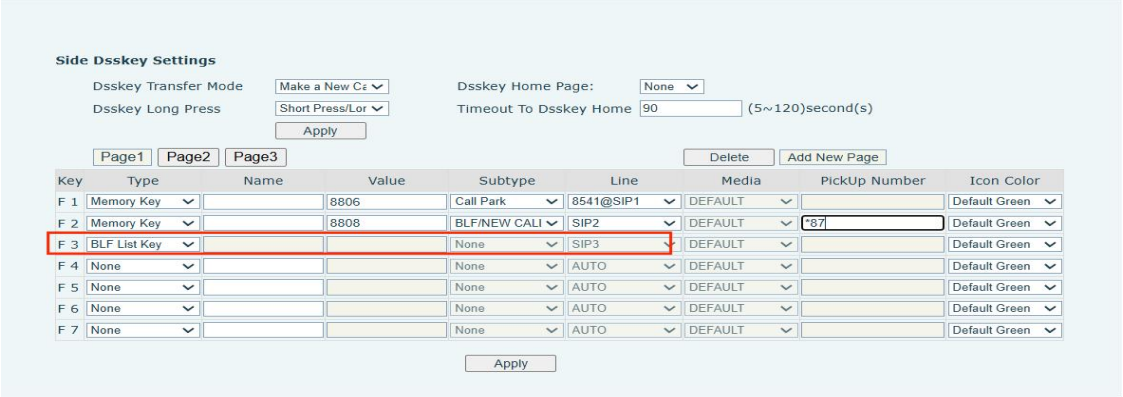 Side Dsskey Settings
Dsskey Transfer Mode Make a New Ca Dsskey Home Page: None
Dsskey Long Press Short Press/Lor Timeout To Dsskey Home 90 (5~120)second(s)
Apply
Page1 Page2 Page3 Delete Add New Page
Key Type Name Value Subtype Line Media PickUp Number Icon Color
F 1 Memory Key 8806 Call Park 8541@SIP1 DEFAULT Default Green
F 2 Memory Key 8808 BLF/NEW CALL SIP2 DEFAULT *87 Default Green
F 3 BLF List Key None SIP3 DEFAULT Default Green
F 4 None None AUTO DEFAULT Default Green
F 5 None None AUTO DEFAULT Default Green
F 6 None None AUTO DEFAULT Default Green
F 7 None None AUTO DEFAULT Default Green
Apply